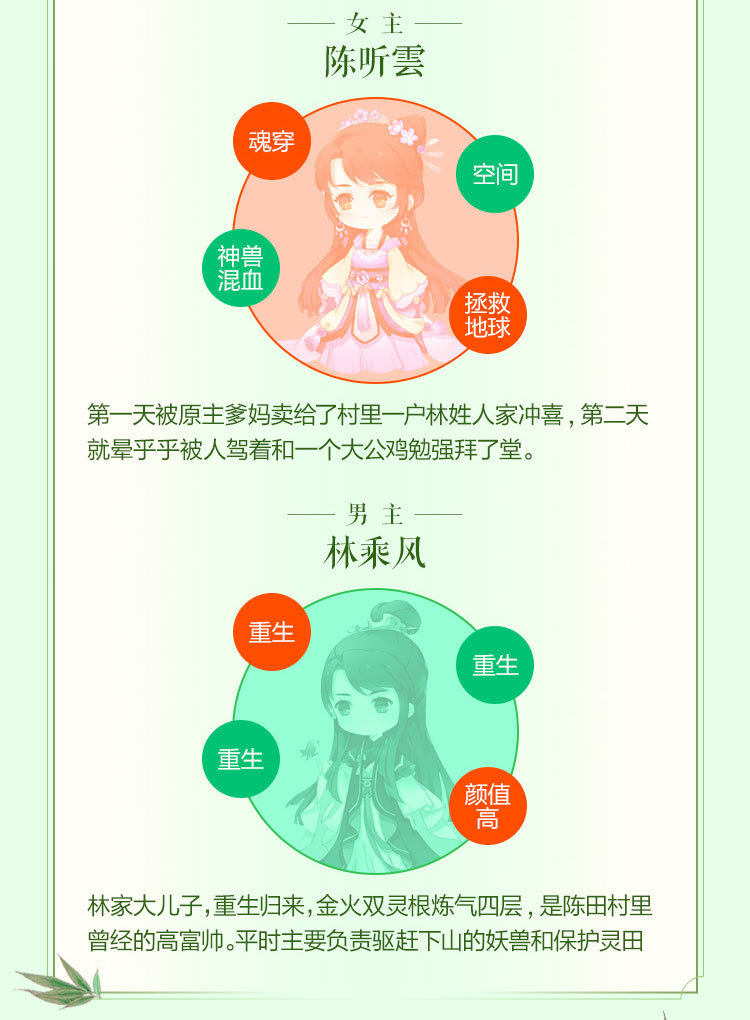 女主
陈听雲
魂穿
空间
神兽
混血
拯救
地球
第一天被原主爹妈卖给了村里一户林姓人家冲喜，第二天
就晕乎乎被人驾着和一个大公鸡勉强拜了堂。
男主
林乘风
重生
重生
重生
颜值
高
林家大儿子，重生归来，金火双灵根炼气四层，是陈田村里
曾经的高富帅。平时主要负责驱赶下山的妖兽和保护灵田